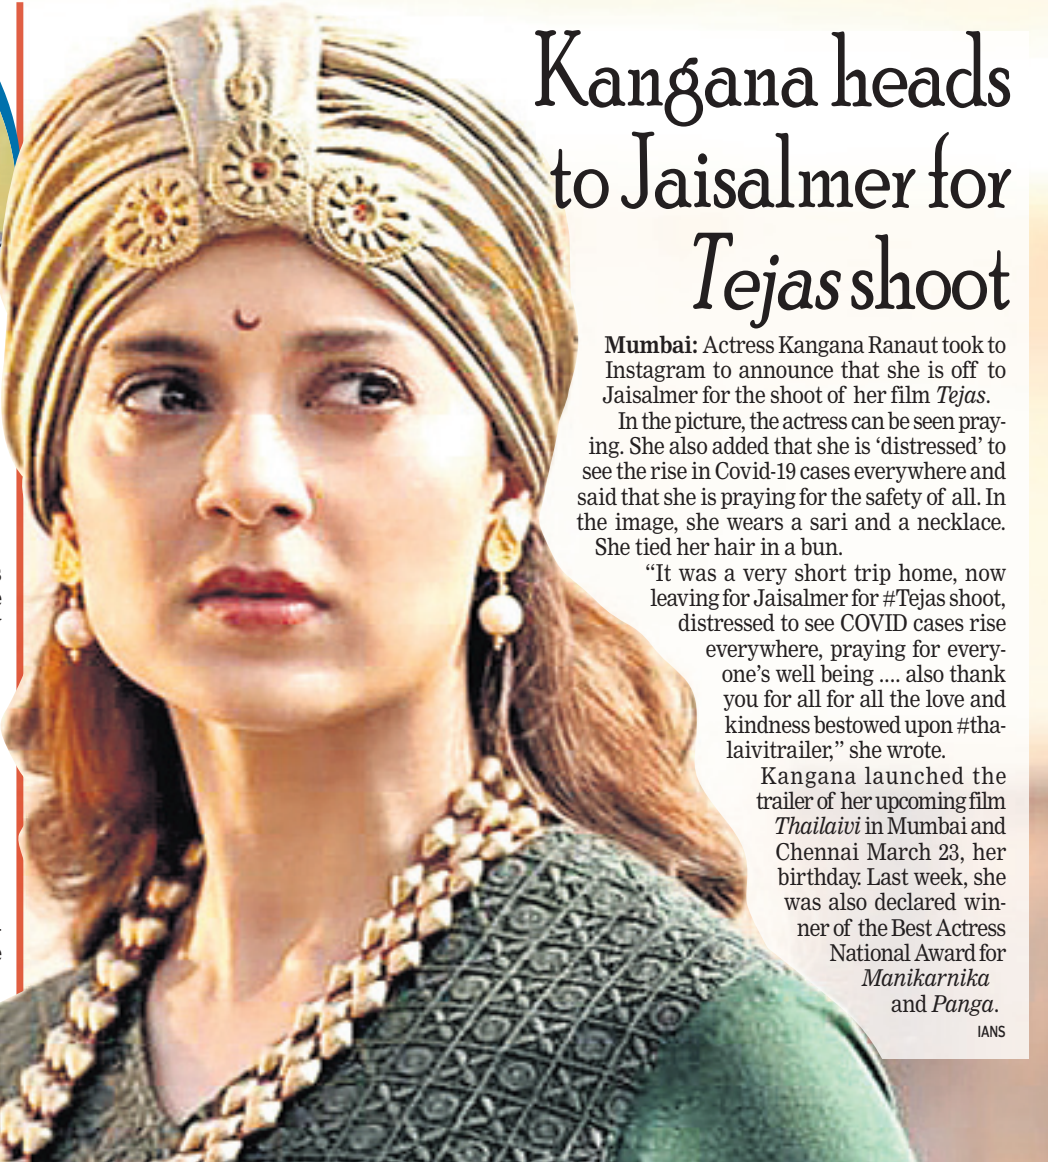 Kangana heads
to Jaisalmer for
Tejas shoot
Mumbai: Actress Kangana Ranaut took to
Instagram to announce that she is off to
Jaisalmer for the shoot of her film Tejas.
In the picture, the actress can be seen pray-
ing. She also added that she is ‘distressed’ to
see the rise in Covid-19 cases everywhere and
said that she is praying for the safety of all. In
the image, she wears a sari and a necklace.
She tied her hair in a bun.
“It was a very short trip home, now
leaving for Jaisalmer for #Tejas shoot,
distressed to see COVID cases rise
everywhere, praying for every-
one’s well being .... also thank
you for all for all the love and
kindness bestowed upon #tha-
laivitrailer,” she wrote.
Kangana launched the
trailer of her upcoming film
Thailaivi in Mumbai and
Chennai March 23, her
birthday. Last week, she
was also declared win-
ner of the Best Actress
National Award for
Manikarnika
and Panga.
IANS